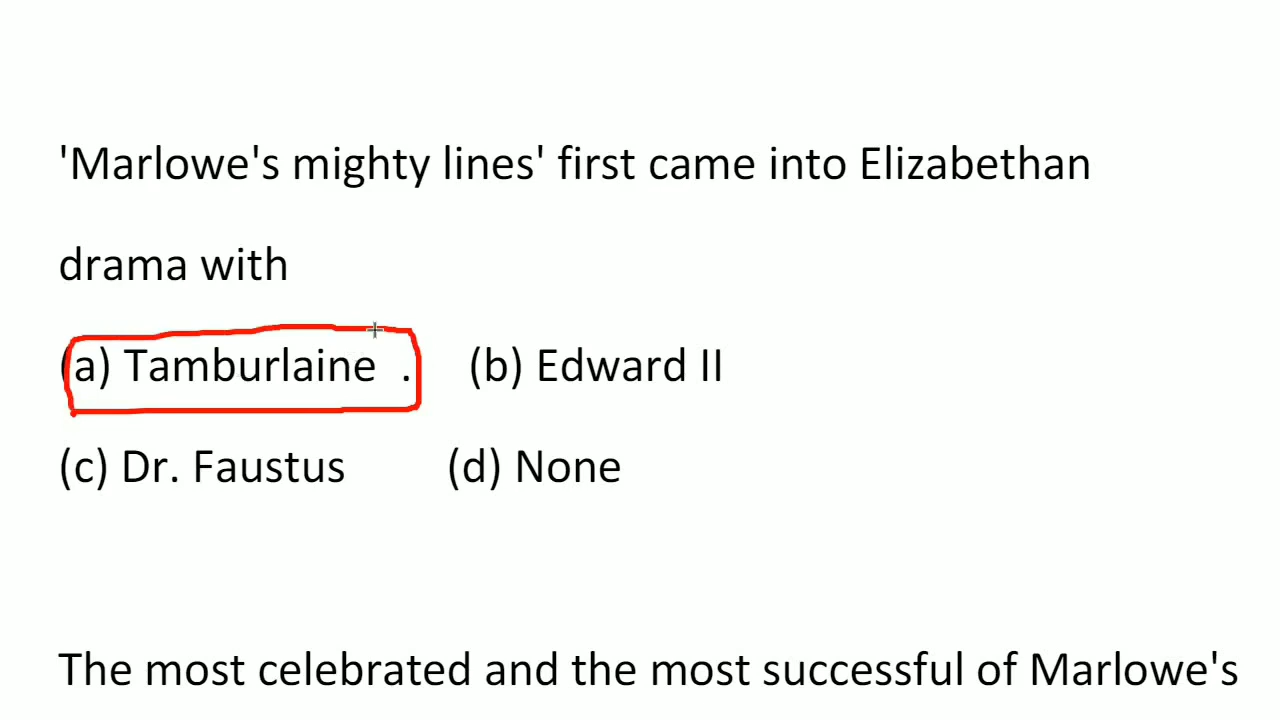 'Marlowe's mighty lines' first came into Elizabethan
drama with
(a) Tamburlaine . (b) Edward II
(c) Dr. Faustus (d) None
The most celebrated and the most successful of Marlowe's